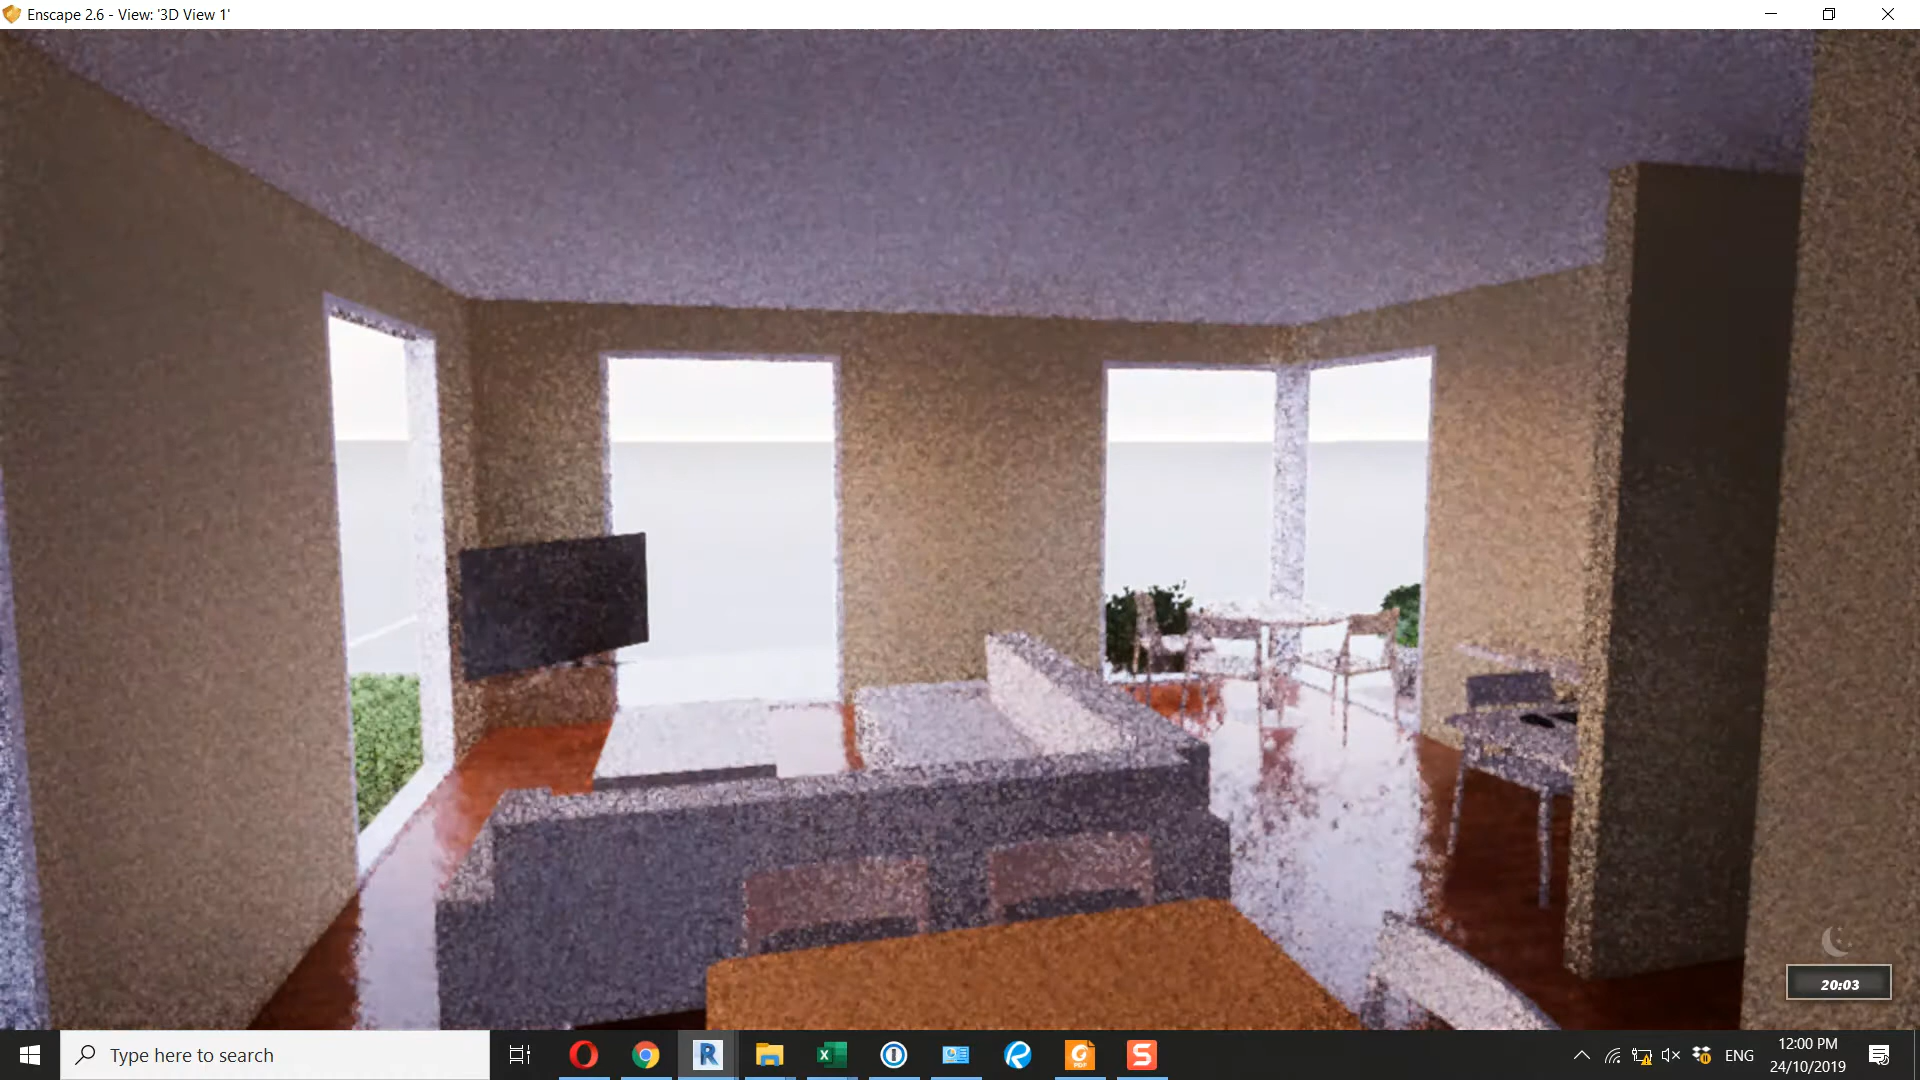 Enscape 2.6 - View: '3D View 1'
20:03
Type here to search
ENG
12:00 PM
24/10/2019